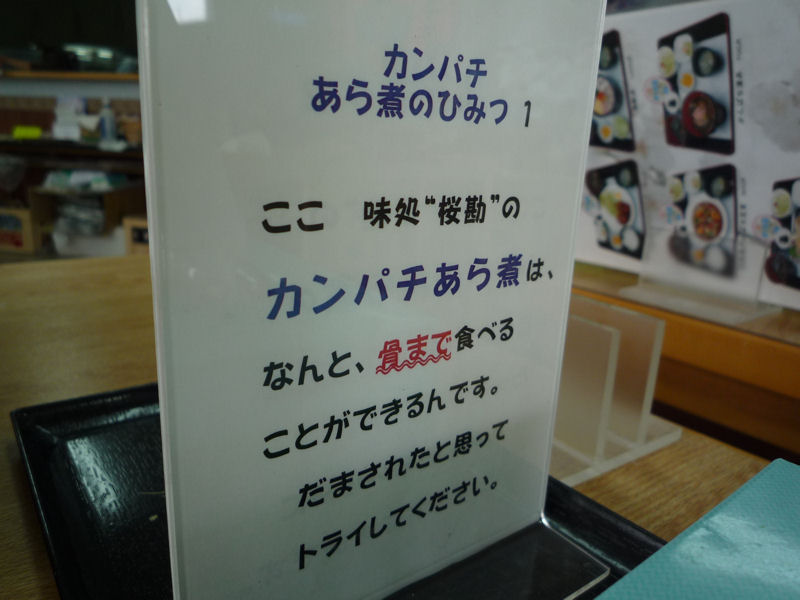 カンパチ
あら煮のひみつ 1
ここ　味処“桜勘”の
カンパチあら煮は、
なんと、骨まで食べる
ことができるんです。
だまされたと思って
トライしてください。